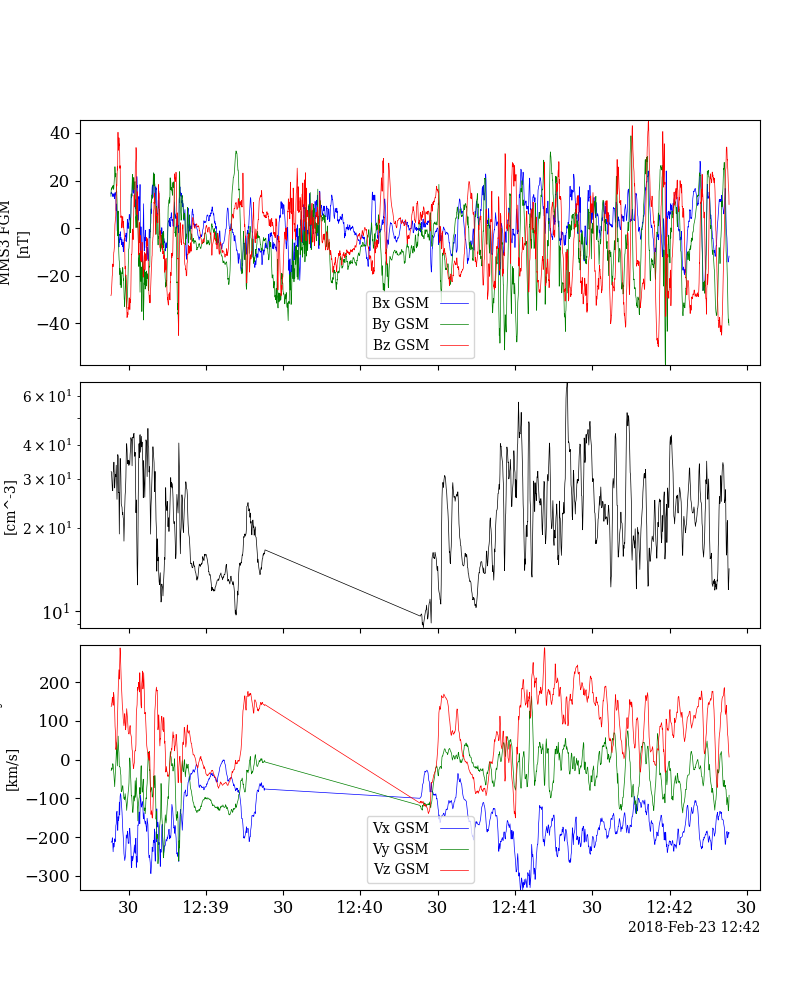 40
20
0
−20
−40
MMS3 FGM
[nT]
Bx GSM
By GSM
Bz GSM
6 × 10¹
4 × 10¹
3 × 10¹
2 × 10¹
10¹
[cm^-3]
200
100
0
−100
−200
−300
[km/s]
Vx GSM
Vy GSM
Vz GSM
30 12:39 30 12:40 30 12:41 30 12:42 30
2018-Feb-23 12:42